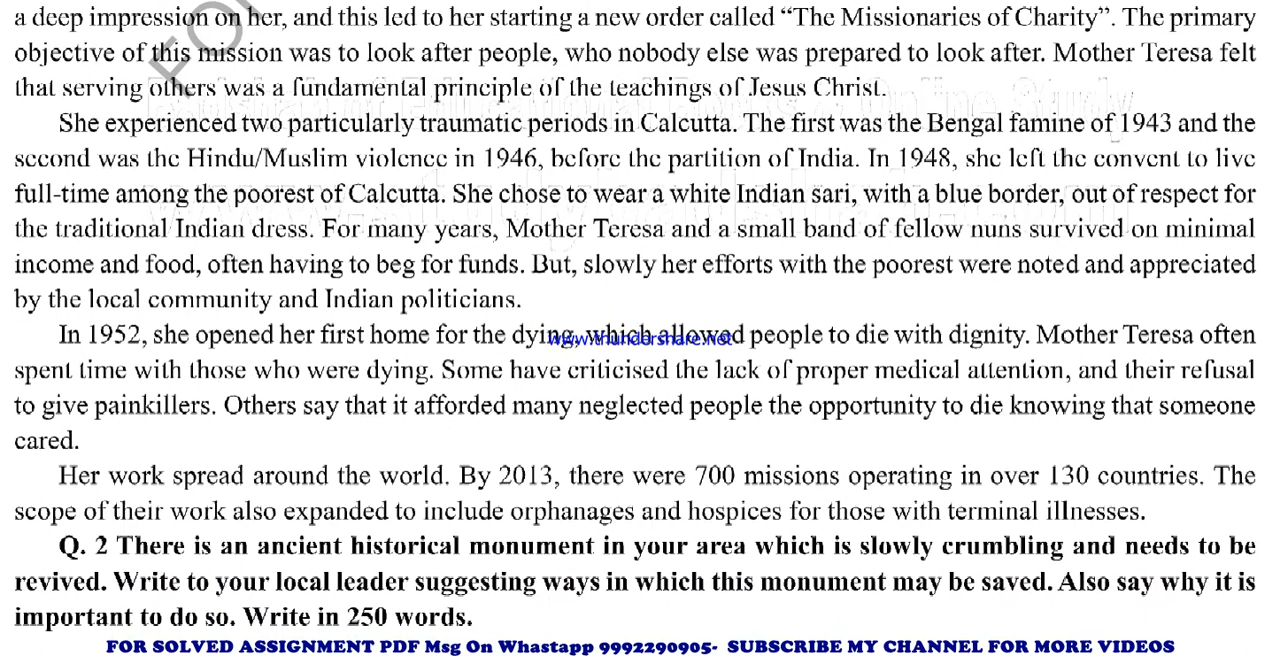 a deep impression on her, and this led to her starting a new order called “The Missionaries of Charity”. The primary
objective of this mission was to look after people, who nobody else was prepared to look after. Mother Teresa felt
that serving others was a fundamental principle of the teachings of Jesus Christ.
She experienced two particularly traumatic periods in Calcutta. The first was the Bengal famine of 1943 and the
second was the Hindu/Muslim violence in 1946, before the partition of India. In 1948, she left the convent to live
full-time among the poorest of Calcutta. She chose to wear a white Indian sari, with a blue border, out of respect for
the traditional Indian dress. For many years, Mother Teresa and a small band of fellow nuns survived on minimal
income and food, often having to beg for funds. But, slowly her efforts with the poorest were noted and appreciated
by the local community and Indian politicians.
In 1952, she opened her first home for the dying, which allowed people to die with dignity. Mother Teresa often
www.thundershare.net
spent time with those who were dying. Some have criticised the lack of proper medical attention, and their refusal
to give painkillers. Others say that it afforded many neglected people the opportunity to die knowing that someone
cared.
Her work spread around the world. By 2013, there were 700 missions operating in over 130 countries. The
scope of their work also expanded to include orphanages and hospices for those with terminal illnesses.
Q. 2 There is an ancient historical monument in your area which is slowly crumbling and needs to be
revived. Write to your local leader suggesting ways in which this monument may be saved. Also say why it is
important to do so. Write in 250 words.
FOR SOLVED ASSIGNMENT PDF Msg On Whastapp 9992290905- SUBSCRIBE MY CHANNEL FOR MORE VIDEOS